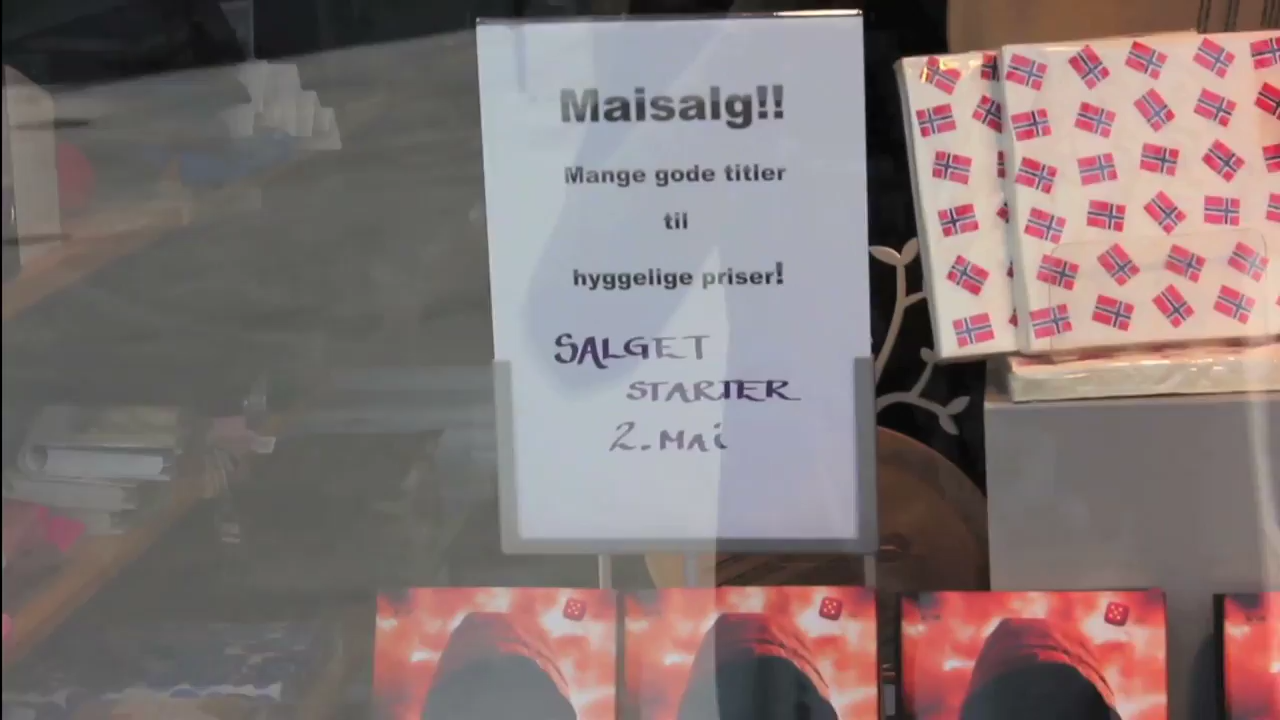 Maisalg!!
Mange gode titler
til
hyggelige priser!
SALGET
STARTER
2. MAi